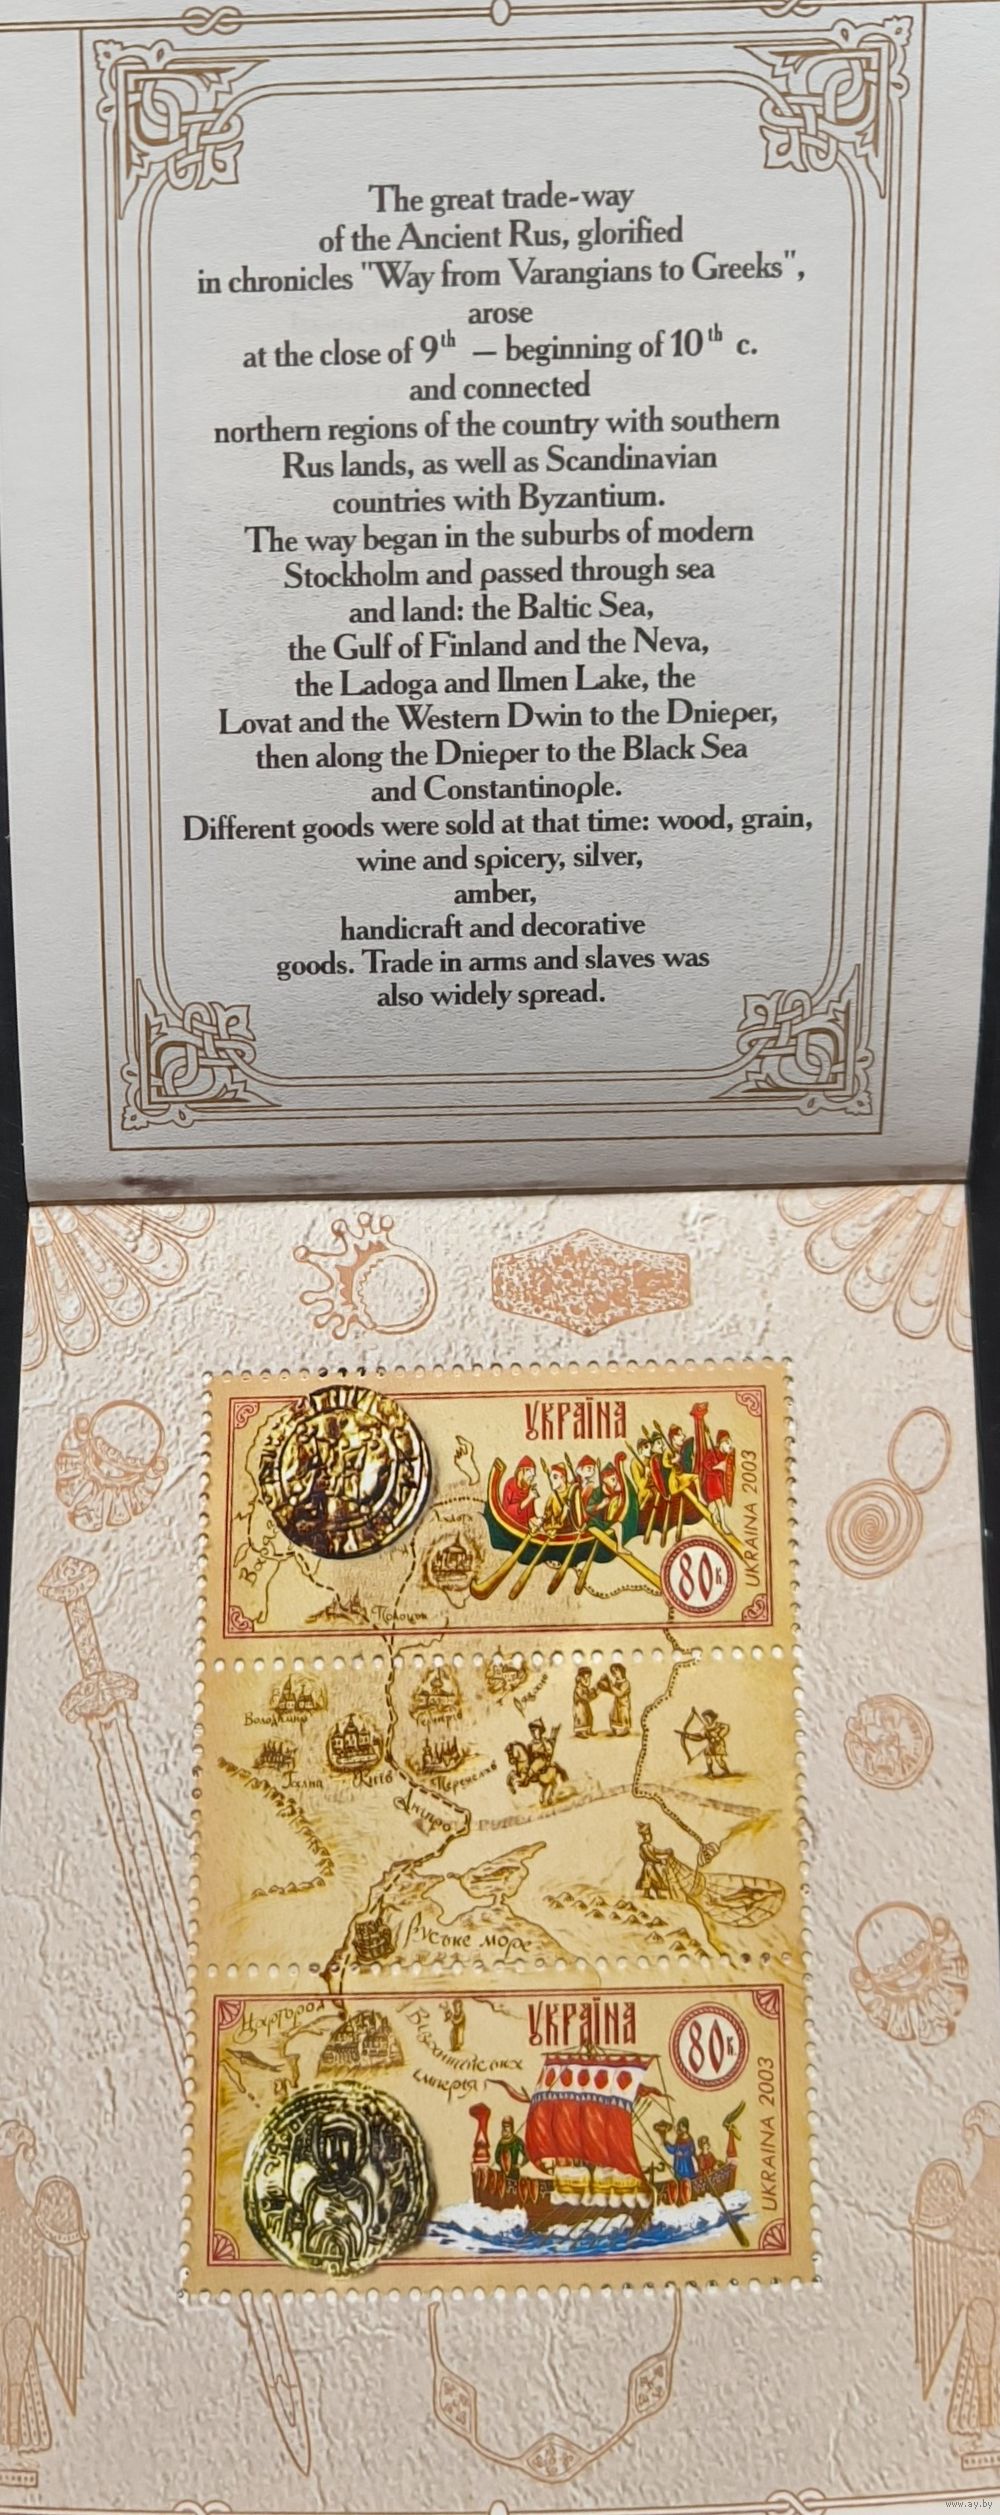 The great trade-way
of the Ancient Rus, glorified
in chronicles "Way from Varangians to Greeks",
arose
at the close of 9th – beginning of 10th c.
and connected
northern regions of the country with southern
Rus lands, as well as Scandinavian
countries with Byzantium.
The way began in the suburbs of modern
Stockholm and passed through sea
and land: the Baltic Sea,
the Gulf of Finland and the Neva,
the Ladoga and Ilmen Lake, the
Lovat and the Western Dwin to the Dnieper,
then along the Dnieper to the Black Sea
and Constantinople.
Different goods were sold at that time: wood, grain,
wine and spicery, silver,
amber,
handicraft and decorative
goods. Trade in arms and slaves was
also widely spread.
УКРАЇНА
UKRAINA 2003
80к.
Полоцьк
Київ
Дніпро
Руське море
Царгород
УКРАЇНА
80к.
UKRAINA 2003
www.ay.by